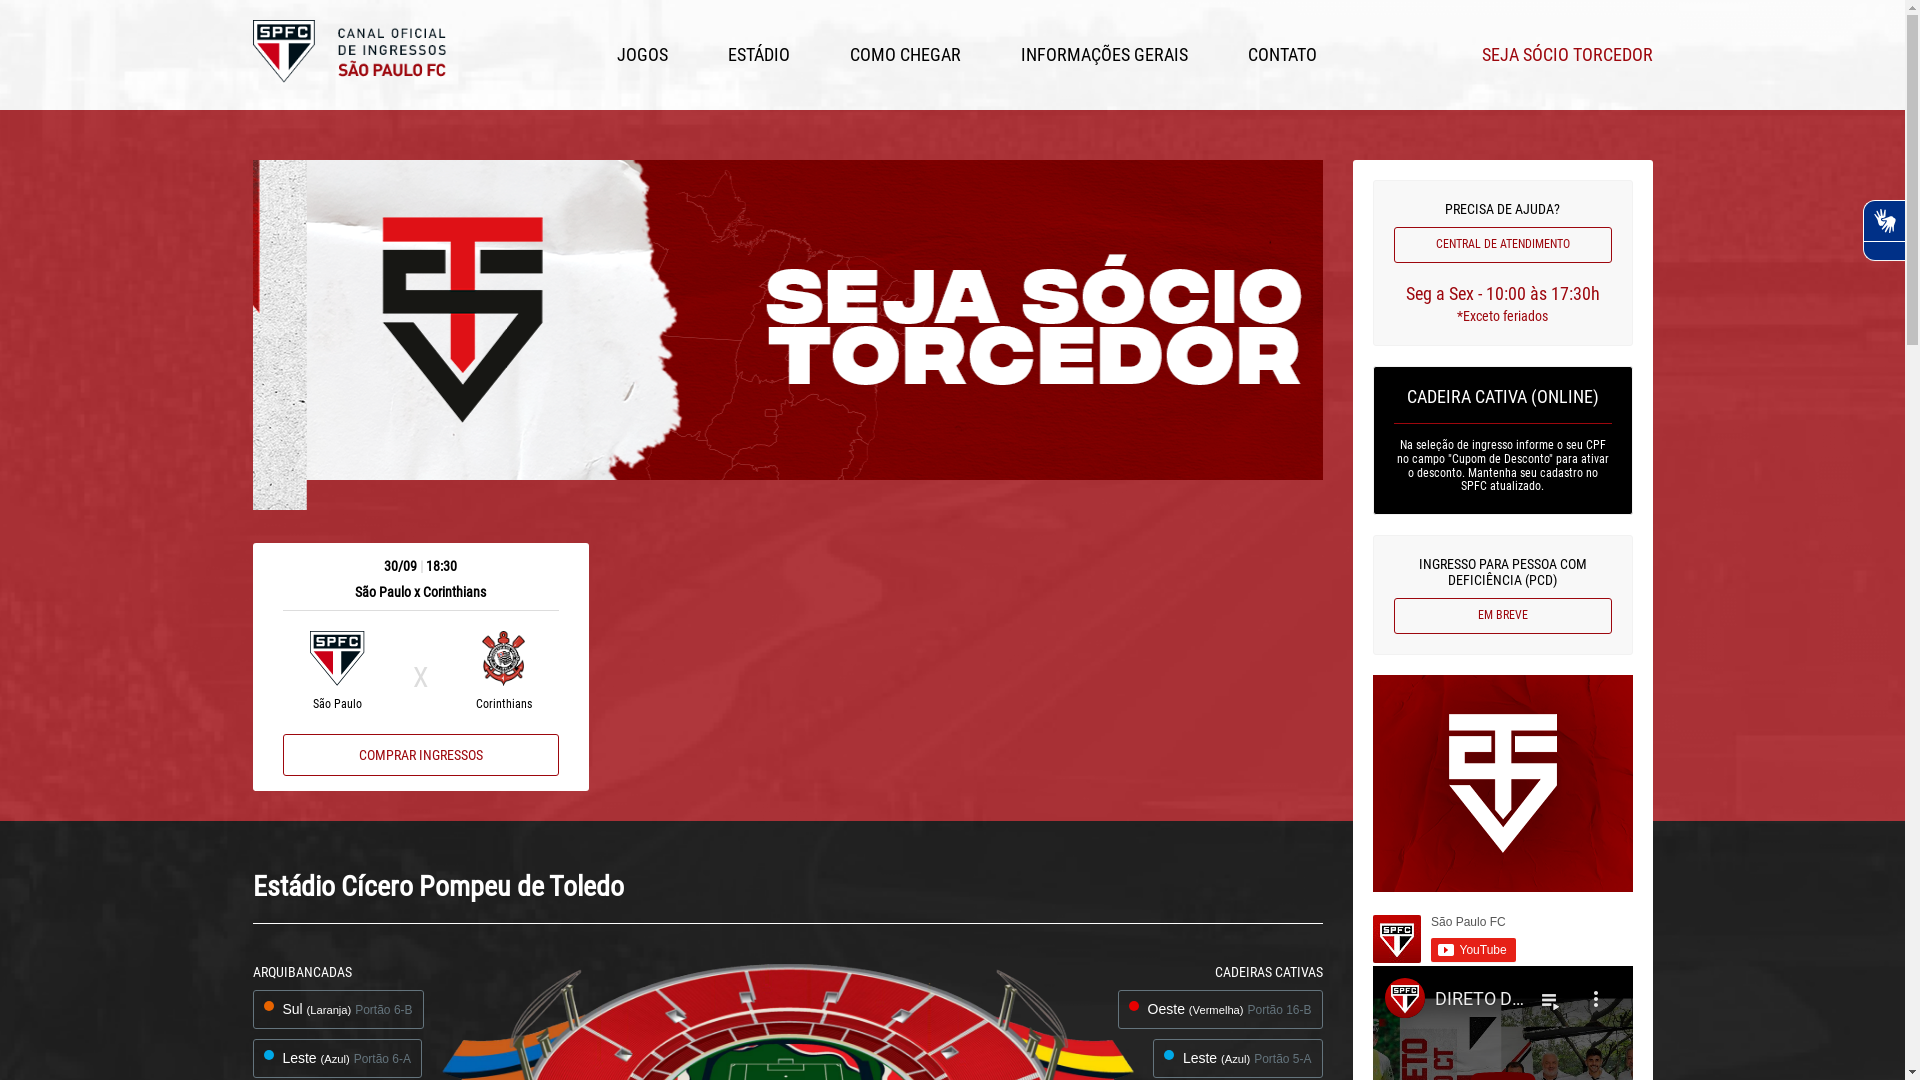 SPFC
CANAL OFICIAL
DE INGRESSOS
SÃO PAULO FC
JOGOS
ESTÁDIO
COMO CHEGAR
INFORMAÇÕES GERAIS
CONTATO
SEJA SÓCIO TORCEDOR
SEJA SÓCIO
TORCEDOR
PRECISA DE AJUDA?
CENTRAL DE ATENDIMENTO
Seg a Sex - 10:00 às 17:30h
*Exceto feriados
CADEIRA CATIVA (ONLINE)
Na seleção de ingresso informe o seu CPF
no campo "Cupom de Desconto" para ativar
o desconto. Mantenha seu cadastro no
SPFC atualizado.
INGRESSO PARA PESSOA COM
DEFICIÊNCIA (PCD)
EM BREVE
30/09 | 18:30
São Paulo x Corinthians
SPFC
X
São Paulo
Corinthians
COMPRAR INGRESSOS
Estádio Cícero Pompeu de Toledo
ARQUIBANCADAS
Sul (Laranja) Portão 6-B
Leste (Azul) Portão 6-A
CADEIRAS CATIVAS
Oeste (Vermelha) Portão 16-B
Leste (Azul) Portão 5-A
SPFC
São Paulo FC
YouTube
SPFC
DIRETO D...